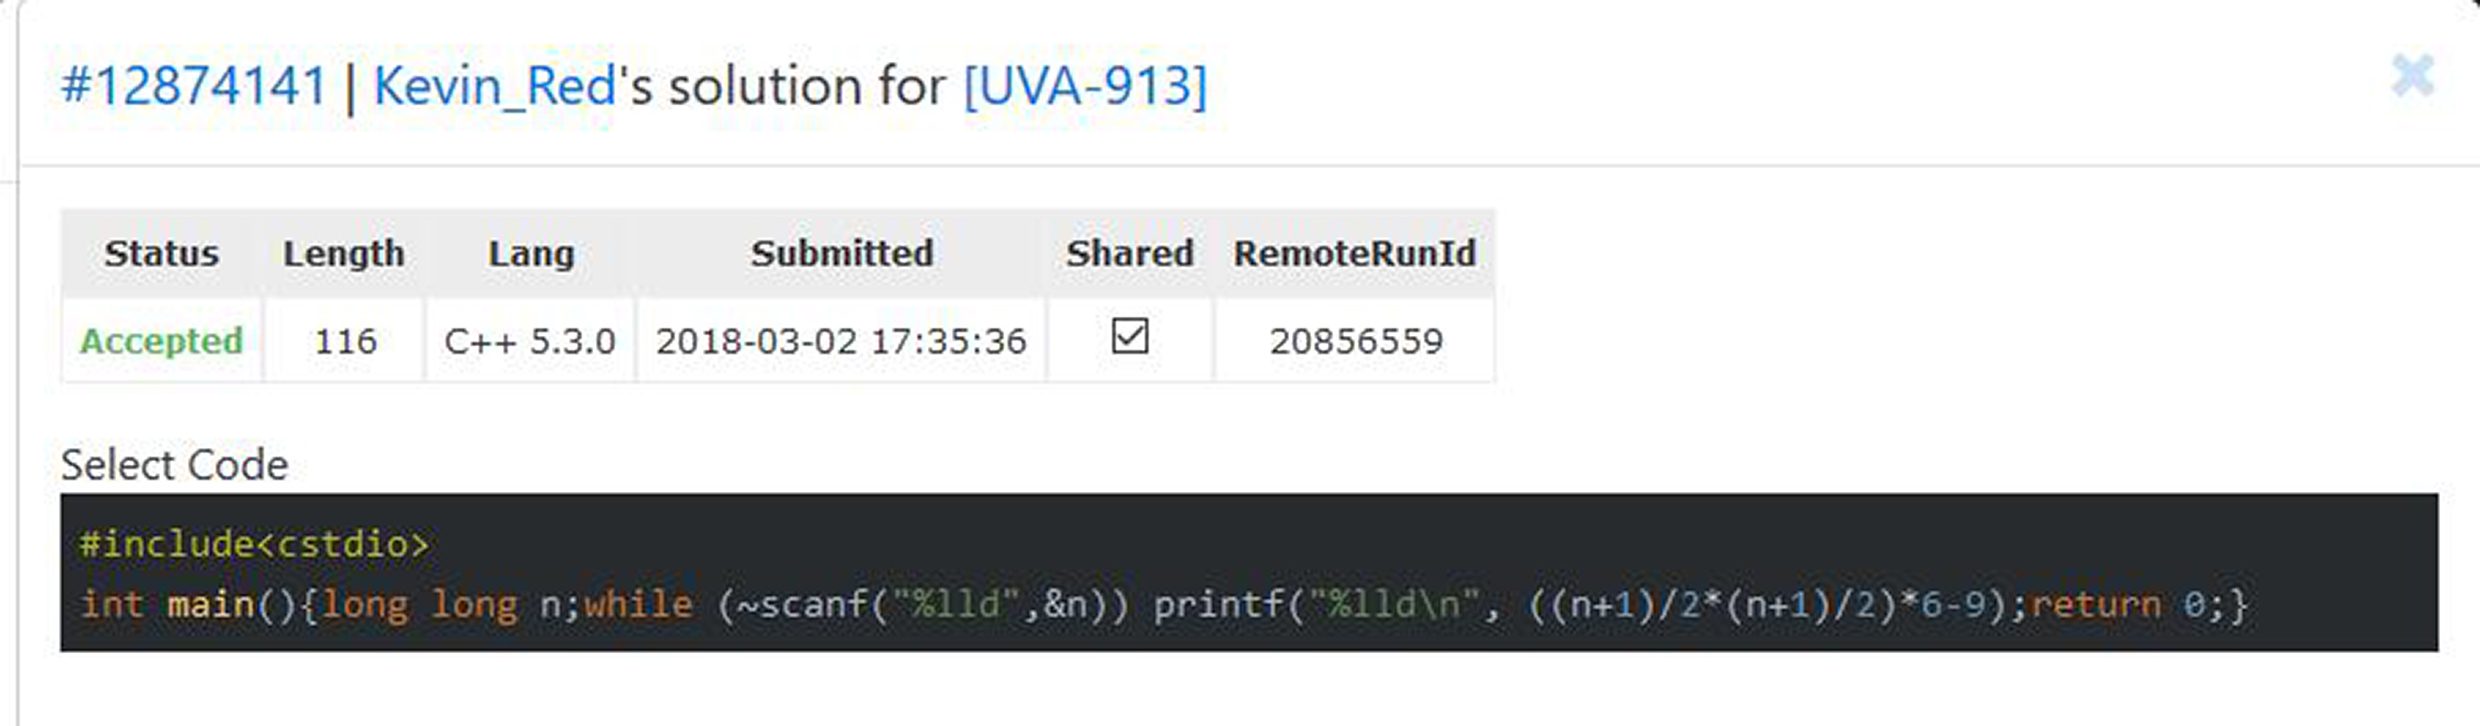 #12874141 | Kevin_Red's solution for [UVA-913]
Status Length Lang Submitted Shared RemoteRunId
Accepted 116 C++ 5.3.0 2018-03-02 17:35:36 20856559
Select Code
#include<cstdio>
int main(){long long n;while (~scanf("%lld",&n)) printf("%lld\n", ((n+1)/2*(n+1)/2)*6-9);return 0;}